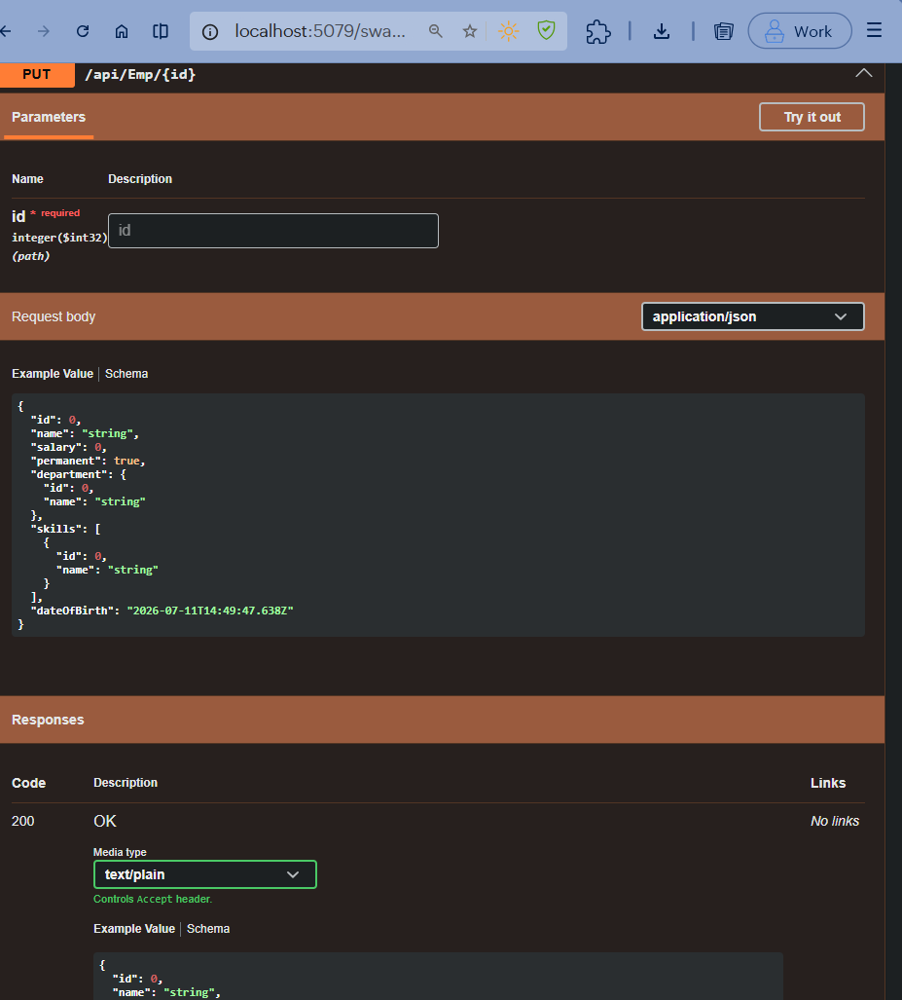 localhost:5079/swa...
Work
PUT /api/Emp/{id}
Parameters
Try it out
Name Description
id * required
integer($int32)
(path)
id
Request body
application/json
Example Value | Schema
{
  "id": 0,
  "name": "string",
  "salary": 0,
  "permanent": true,
  "department": {
    "id": 0,
    "name": "string"
  },
  "skills": [
    {
      "id": 0,
      "name": "string"
    }
  ],
  "dateOfBirth": "2026-07-11T14:49:47.638Z"
}
Responses
Code Description Links
200 OK No links
Media type
text/plain
Controls Accept header.
Example Value | Schema
{
  "id": 0,
  "name": "string",